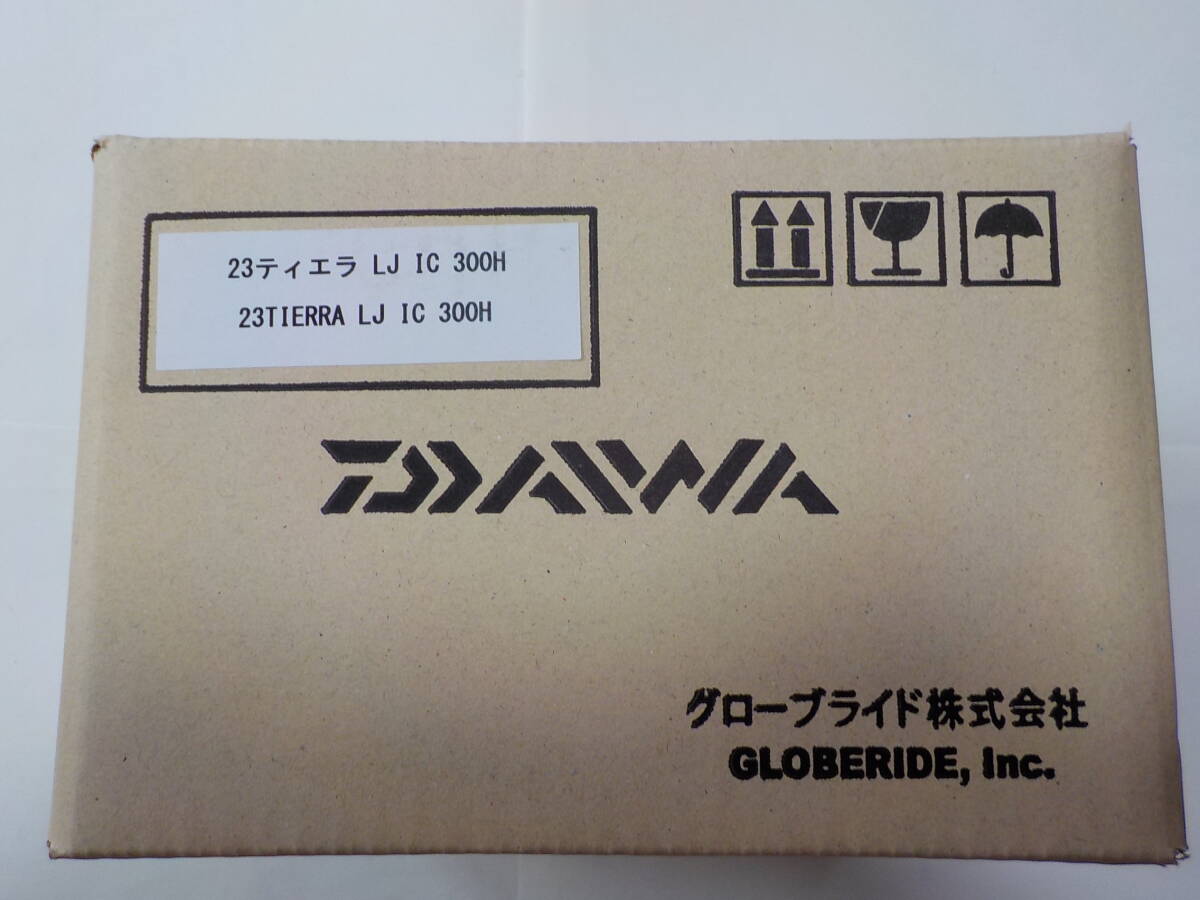 23ティエラ LJ IC 300H
23TIERRA LJ IC 300H
DAIWA
グローブライド株式会社
GLOBERIDE, Inc.